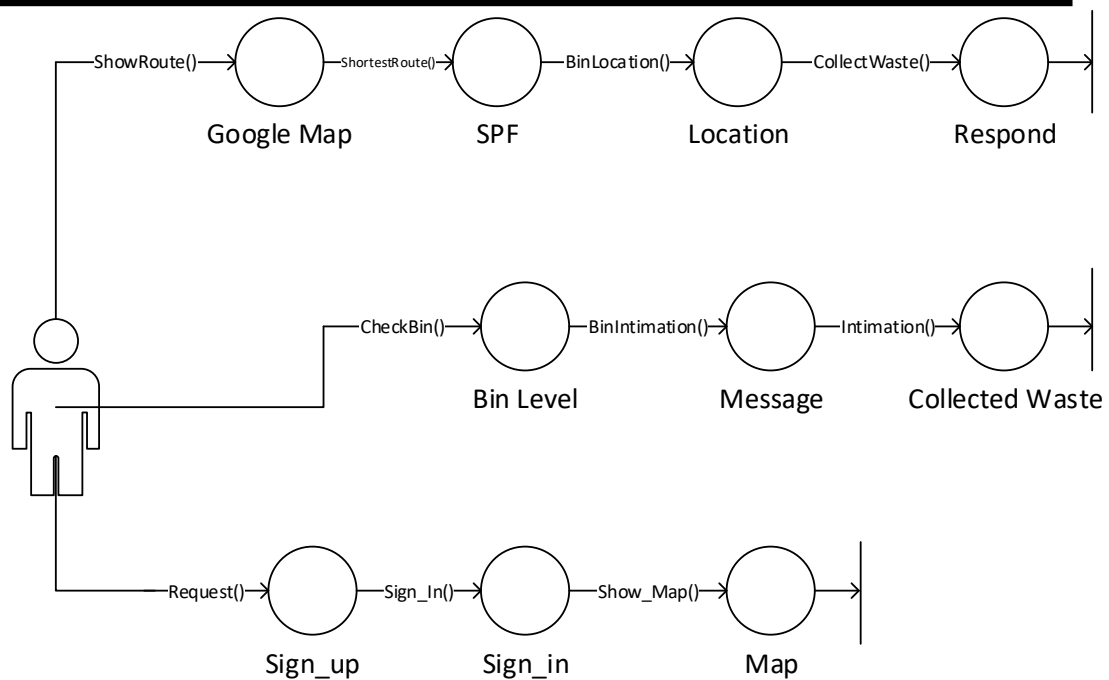 ShowRoute()
ShortestRoute()
BinLocation()
CollectWaste()
Google Map
SPF
Location
Respond
CheckBin()
BinIntimation()
Intimation()
Bin Level
Message
Collected Waste
Request()
Sign_In()
Show_Map()
Sign_up
Sign_in
Map